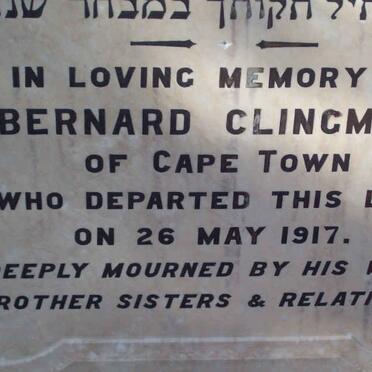 תקותך במבחר
IN LOVING MEMORY
BERNARD CLINGM
OF CAPE TOWN
WHO DEPARTED THIS L
ON 26 MAY 1917.
DEEPLY MOURNED BY HIS
ROTHER SISTERS & RELATI